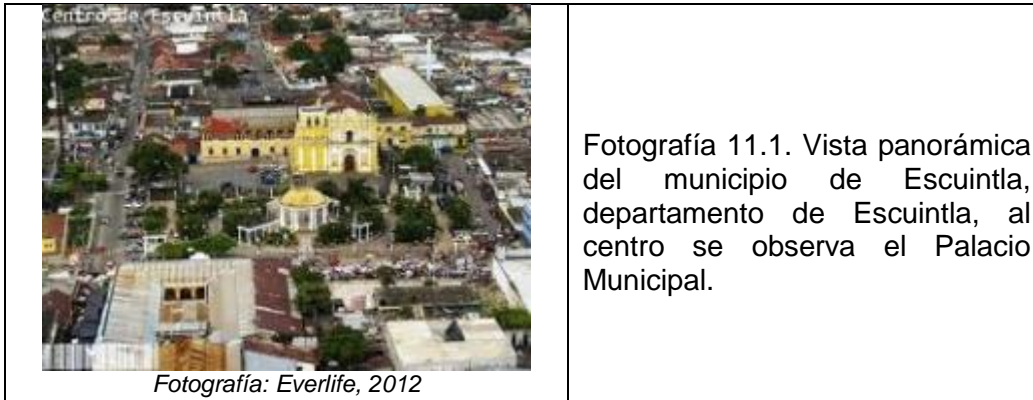 Centro de Escuintla
Fotografía: Everlife, 2012
Fotografía 11.1. Vista panorámica
del municipio de Escuintla,
departamento de Escuintla, al
centro se observa el Palacio
Municipal.